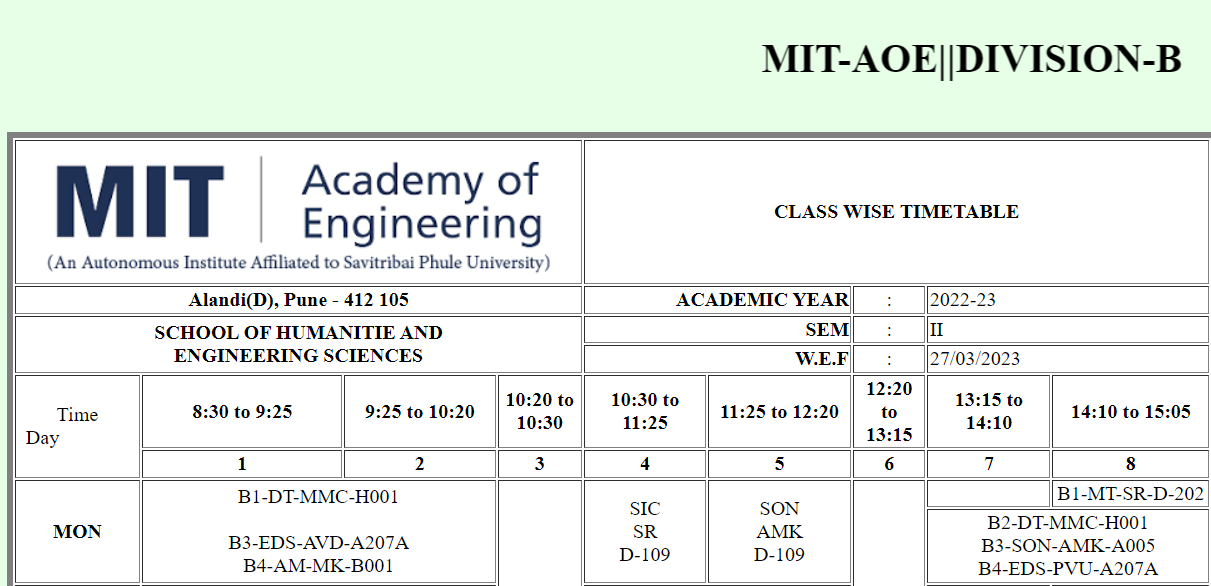 MIT-AOE||DIVISION-B
MIT
Academy of
Engineering
(An Autonomous Institute Affiliated to Savitribai Phule University)
CLASS WISE TIMETABLE
Alandi(D), Pune - 412 105
ACADEMIC YEAR : 2022-23
SCHOOL OF HUMANITIE AND
ENGINEERING SCIENCES
SEM : II
W.E.F : 27/03/2023
Time
Day
8:30 to 9:25
9:25 to 10:20
10:20 to
10:30
10:30 to
11:25
11:25 to 12:20
12:20
to
13:15
13:15 to
14:10
14:10 to 15:05
1 2 3 4 5 6 7 8
MON
B1-DT-MMC-H001
B3-EDS-AVD-A207A
B4-AM-MK-B001
SIC
SR
D-109
SON
AMK
D-109
B1-MT-SR-D-202
B2-DT-MMC-H001
B3-SON-AMK-A005
B4-EDS-PVU-A207A